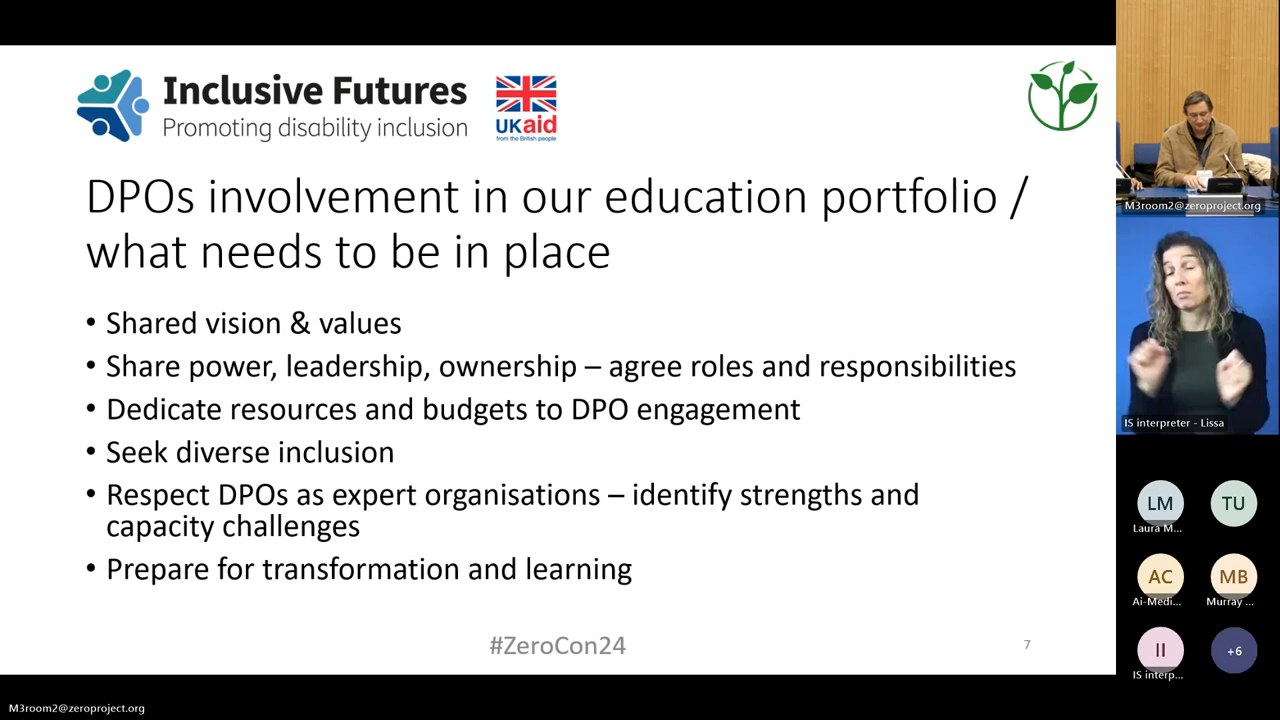 Inclusive Futures
Promoting disability inclusion
UKaid
from the British people
DPOs involvement in our education portfolio /
what needs to be in place
• Shared vision & values
• Share power, leadership, ownership – agree roles and responsibilities
• Dedicate resources and budgets to DPO engagement
• Seek diverse inclusion
• Respect DPOs as expert organisations – identify strengths and
capacity challenges
• Prepare for transformation and learning
#ZeroCon24
7
M3room2@zeroproject.org
IS interpreter - Lissa
LM
TU
Laura M...
AC
MB
Ai-Medi...
Murray ...
II
+6
IS interp...
M3room2@zeroproject.org